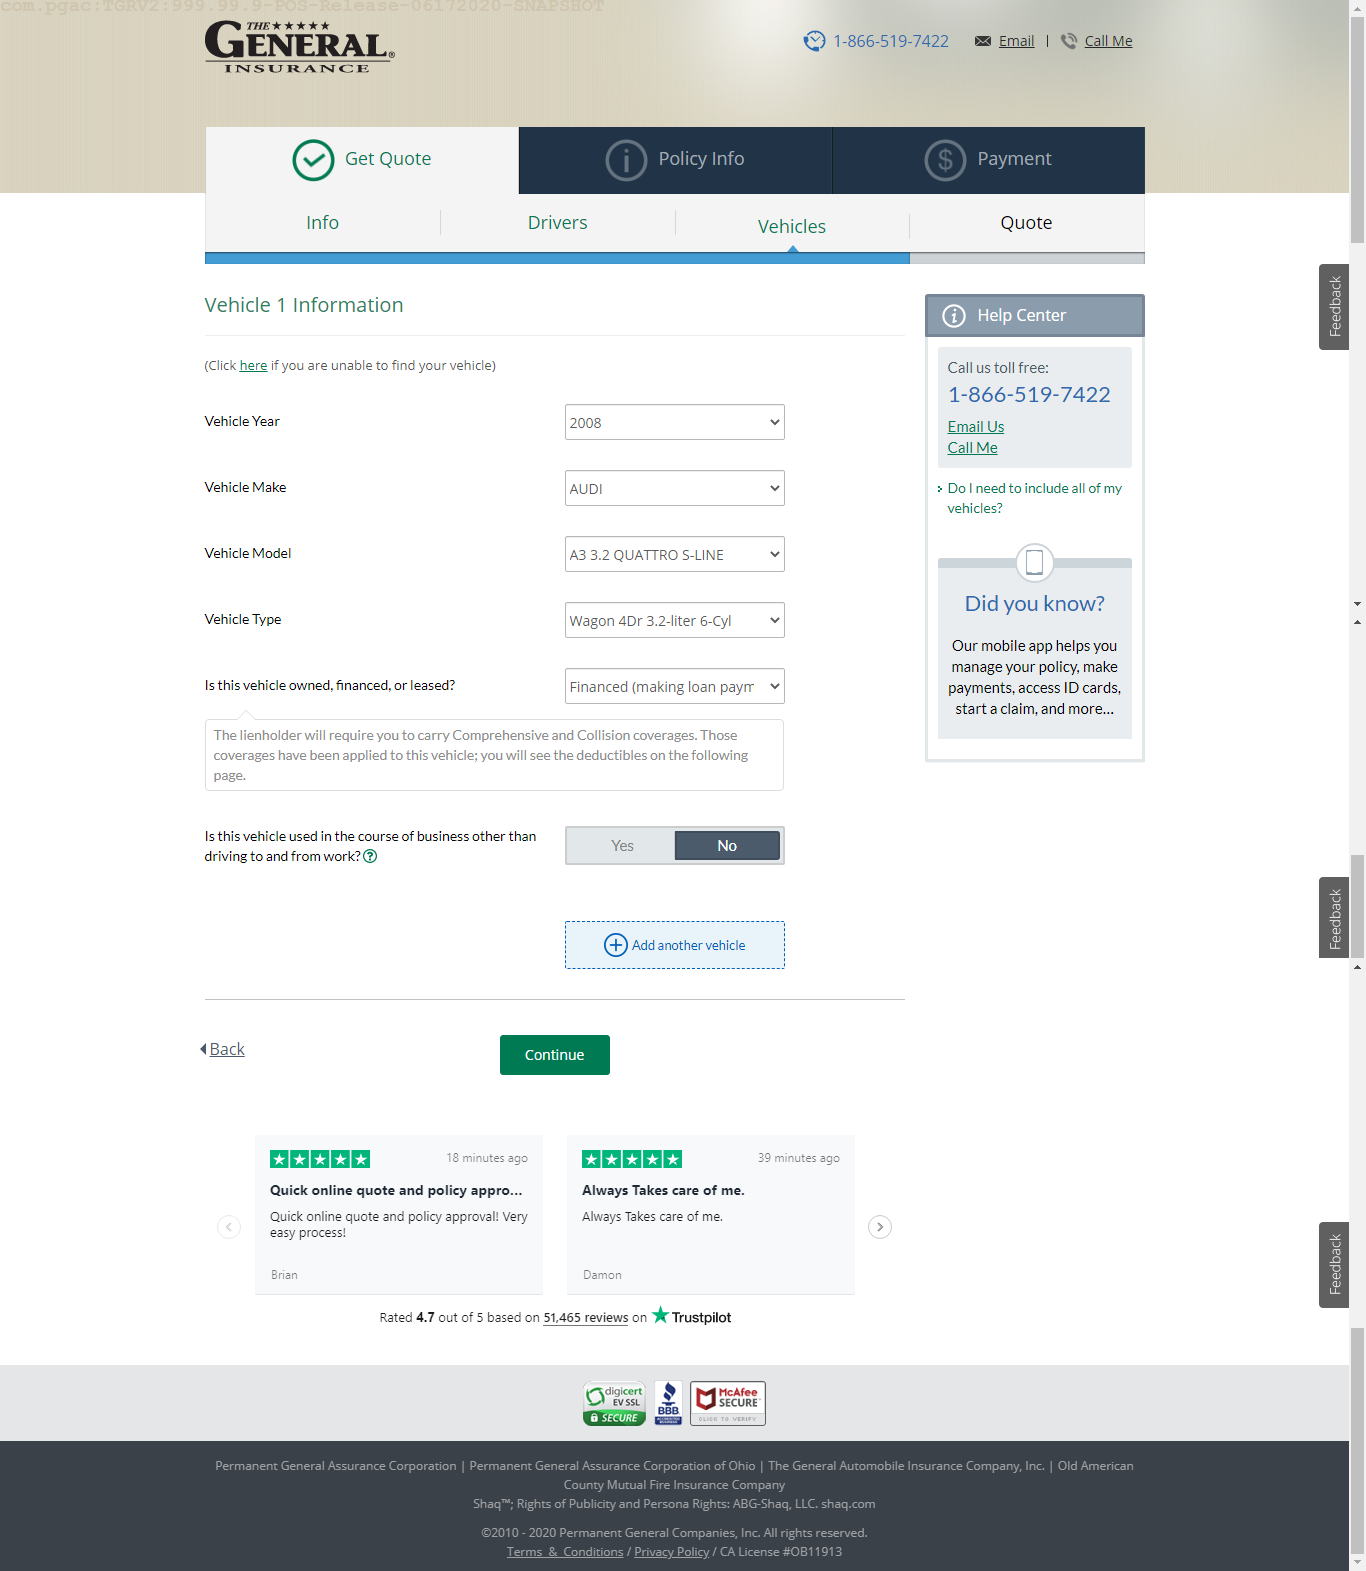 com.pgac:TGRV2:999.99.9-POS-Release-06172020-SNAPSHOT
THE
GENERAL®
INSURANCE
1-866-519-7422 Email | Call Me
Get Quote Policy Info Payment
Info Drivers Vehicles Quote
Vehicle 1 Information
(Click here if you are unable to find your vehicle)
Vehicle Year 2008
Vehicle Make AUDI
Vehicle Model A3 3.2 QUATTRO S-LINE
Vehicle Type Wagon 4Dr 3.2-liter 6-Cyl
Is this vehicle owned, financed, or leased? Financed (making loan paym
The lienholder will require you to carry Comprehensive and Collision coverages. Those
coverages have been applied to this vehicle; you will see the deductibles on the following
page.
Is this vehicle used in the course of business other than
driving to and from work? ?
Yes No
Add another vehicle
Back
Continue
Help Center
Call us toll free:
1-866-519-7422
Email Us
Call Me
Do I need to include all of my
vehicles?
Did you know?
Our mobile app helps you
manage your policy, make
payments, access ID cards,
start a claim, and more...
Feedback
Feedback
Feedback
18 minutes ago
Quick online quote and policy appro...
Quick online quote and policy approval! Very
easy process!
Brian
39 minutes ago
Always Takes care of me.
Always Takes care of me.
Damon
Rated 4.7 out of 5 based on 51,465 reviews on Trustpilot
digicert
EV SSL
SECURE
BBB
ACCREDITED
BUSINESS
McAfee
SECURE™
CLICK TO VERIFY
Permanent General Assurance Corporation | Permanent General Assurance Corporation of Ohio | The General Automobile Insurance Company, Inc. | Old American
County Mutual Fire Insurance Company
Shaq™; Rights of Publicity and Persona Rights: ABG-Shaq, LLC. shaq.com
©2010 - 2020 Permanent General Companies, Inc. All rights reserved.
Terms & Conditions / Privacy Policy / CA License #OB11913